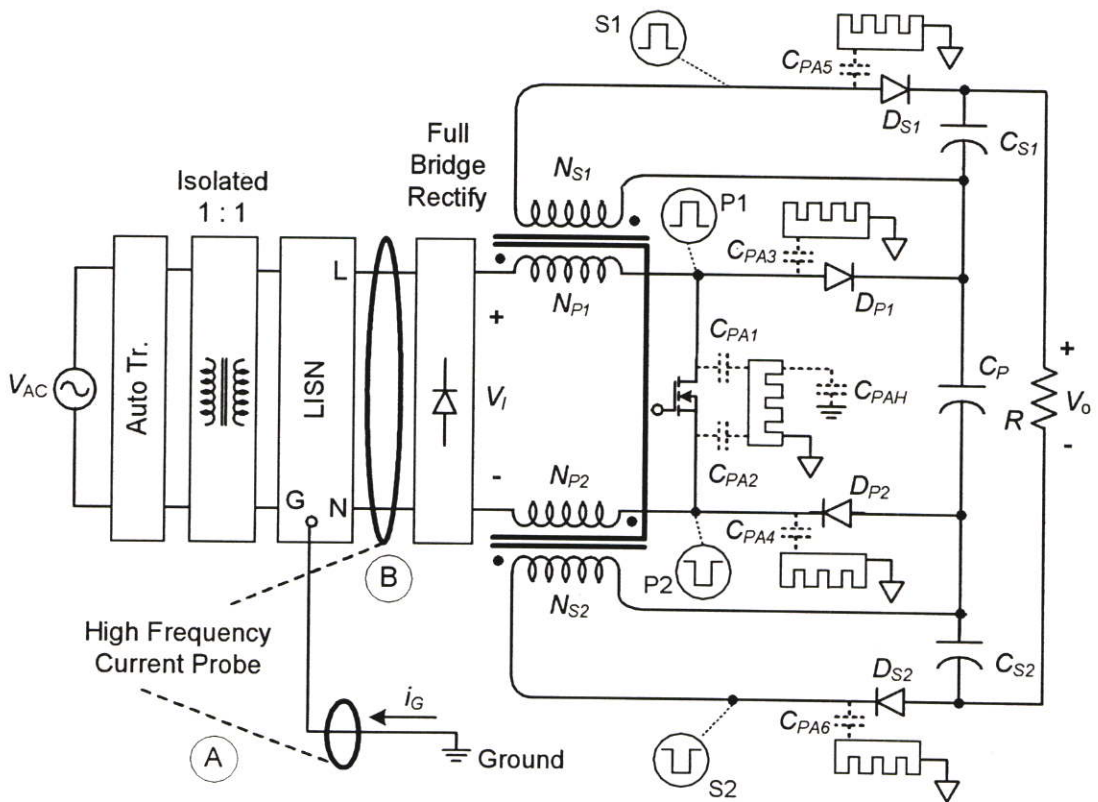 S1
C_PA5
D_S1
C_S1
Full
Bridge
Rectify
Isolated
1 : 1
N_S1
P1
C_PA3
L
N_P1
D_P1
+
C_PA1
C_P
+
V_AC
Auto Tr.
LISN
V_I
C_PAH
R
V_o
-
C_PA2
-
N_P2
D_P2
G
N
C_PA4
B
P2
N_S2
High Frequency
Current Probe
C_S2
D_S2
i_G
C_PA6
A
Ground
S2